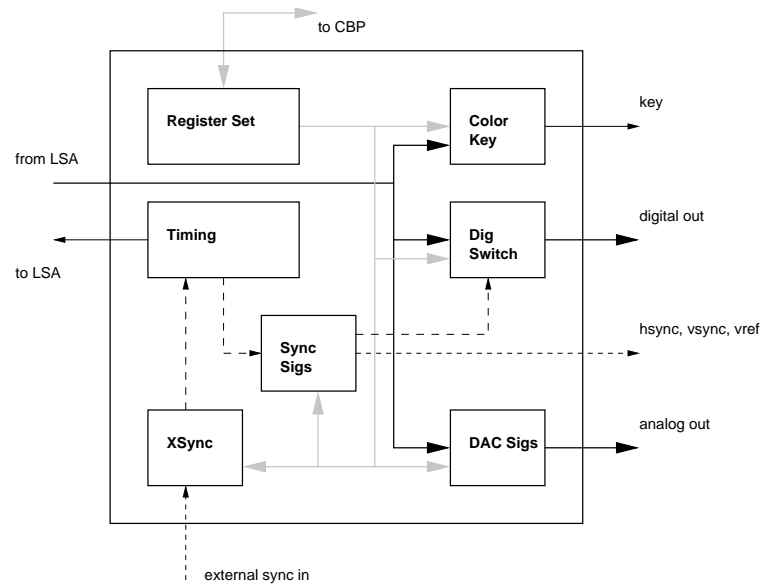 to CBP
Register Set
Color
Key
key
from LSA
Timing
Dig
Switch
digital out
to LSA
Sync
Sigs
hsync, vsync, vref
XSync
DAC Sigs
analog out
external sync in